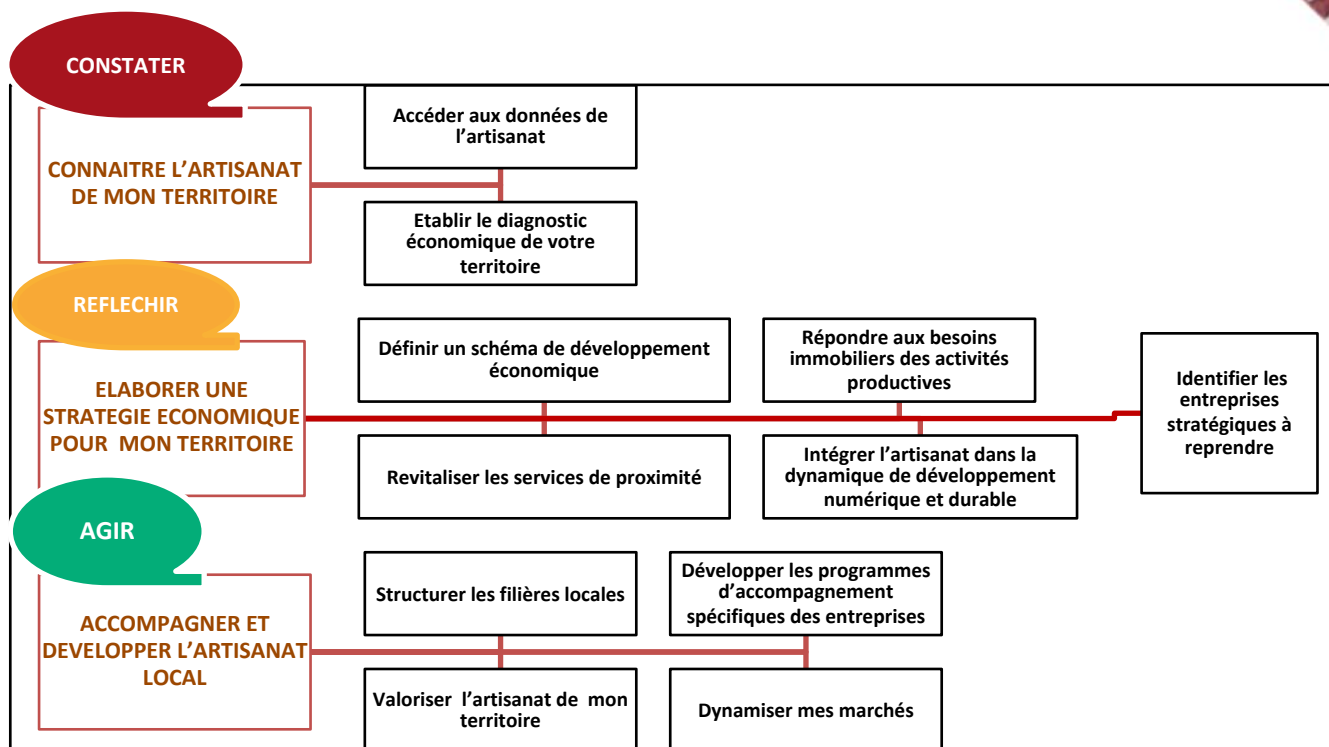 CONSTATER
CONNAITRE L'ARTISANAT
DE MON TERRITOIRE
Accéder aux données de
l'artisanat
Etablir le diagnostic
économique de votre
territoire
REFLECHIR
ELABORER UNE
STRATEGIE ECONOMIQUE
POUR MON TERRITOIRE
Définir un schéma de développement
économique
Revitaliser les services de proximité
Répondre aux besoins
immobiliers des activités
productives
Intégrer l'artisanat dans la
dynamique de développement
numérique et durable
Identifier les
entreprises
stratégiques à
reprendre
AGIR
ACCOMPAGNER ET
DEVELOPPER L'ARTISANAT
LOCAL
Structurer les filières locales
Valoriser l'artisanat de mon
territoire
Développer les programmes
d'accompagnement
spécifiques des entreprises
Dynamiser mes marchés